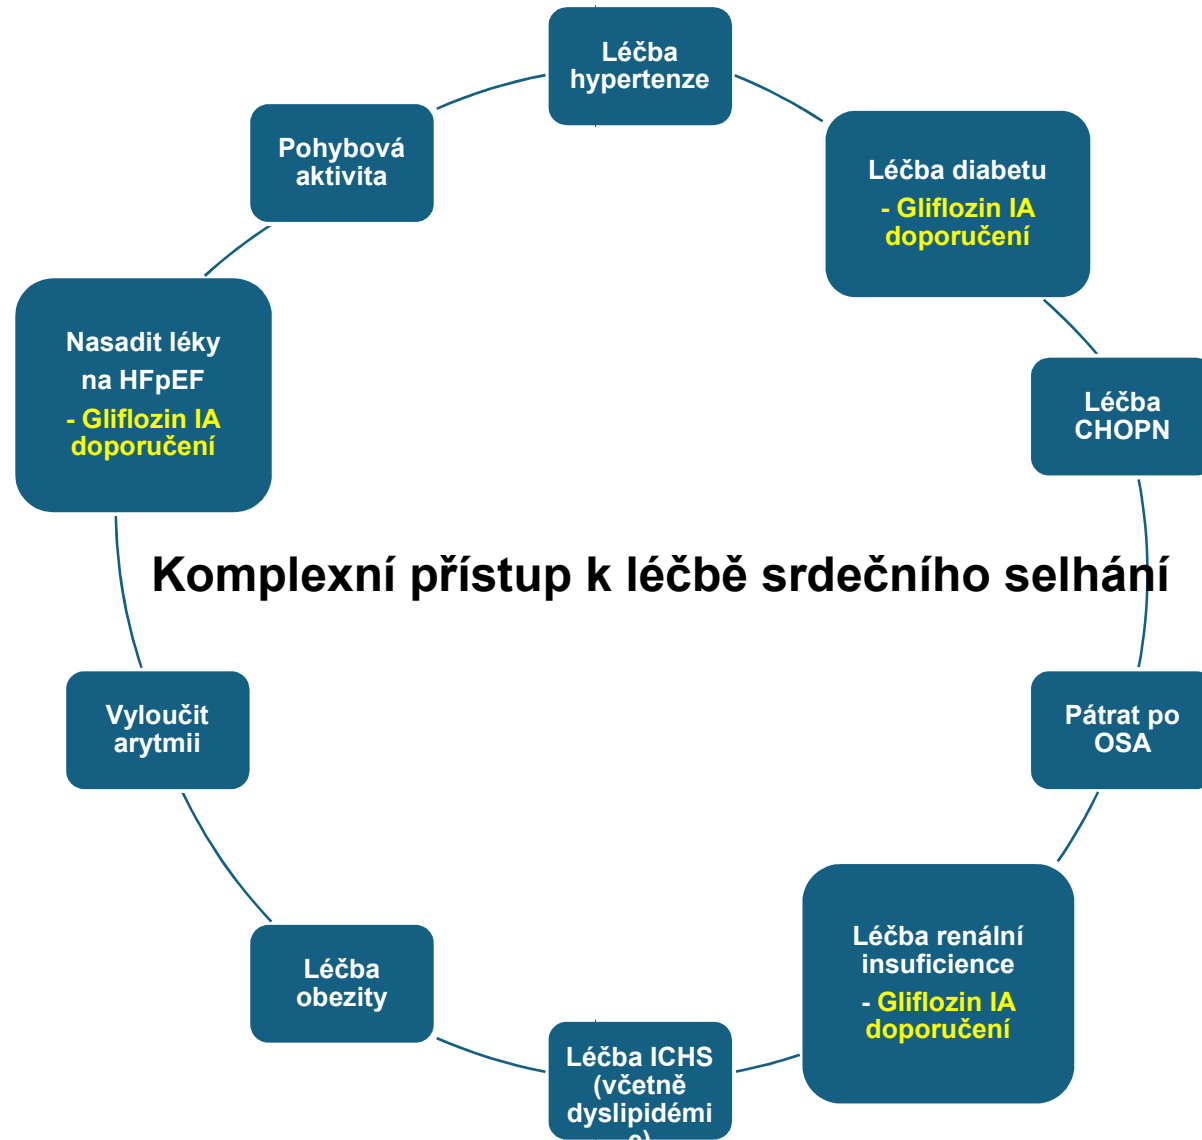 Léčba
hypertenze
Léčba diabetu
- Gliflozin IA
doporučení
Léčba
CHOPN
Pátrat po
OSA
Léčba renální
insuficience
- Gliflozin IA
doporučení
Léčba ICHS
(včetně
dyslipidémi
e)
Léčba
obezity
Vyloučit
arytmii
Nasadit léky
na HFpEF
- Gliflozin IA
doporučení
Pohybová
aktivita
Komplexní přístup k léčbě srdečního selhání